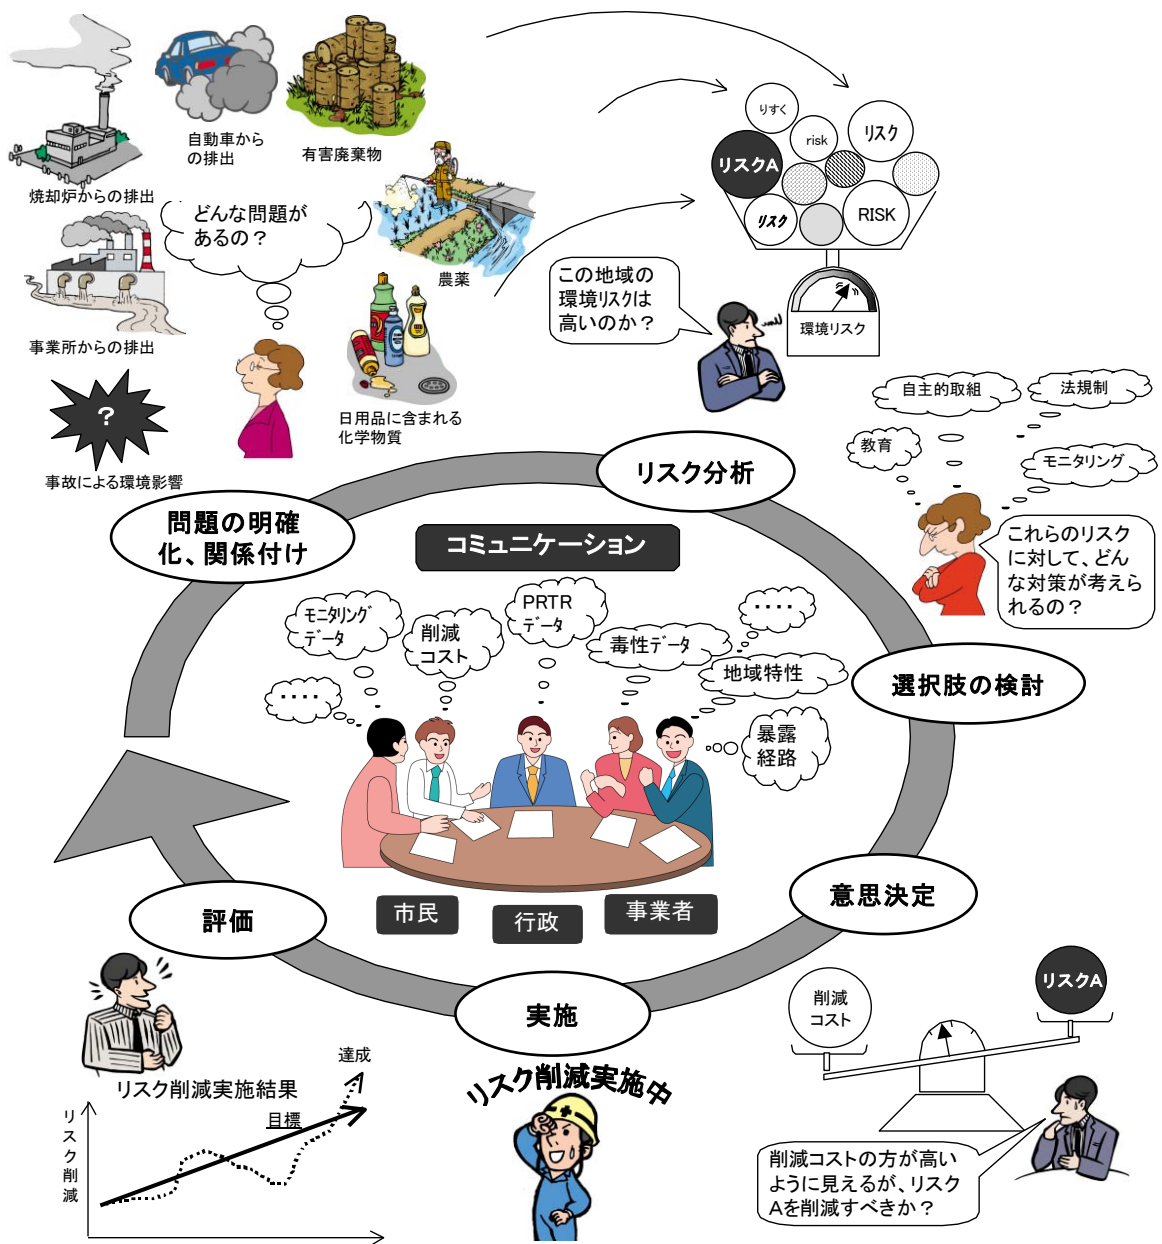 自動車から
の排出
有害廃棄物
焼却炉からの排出
どんな問題が
あるの？
農薬
事業所からの排出
日用品に含まれる
化学物質
?
事故による環境影響
りすく
risk
リスク
リスクA
リスク
RISK
環境リスク
この地域の
環境リスクは
高いのか？
自主的取組
法規制
教育
モニタリング
これらのリスク
に対して、どん
な対策が考えら
れるの？
リスク分析
問題の明確
化、関係付け
コミュニケーション
モニタリング
データ
削減
コスト
PRTR
データ
毒性データ
・・・・
地域特性
・・・・
暴露
経路
選択肢の検討
意思決定
市民
行政
事業者
評価
実施
リスク削減実施中
リスク削減実施結果
達成
目標
リスク削減
削減
コスト
リスクA
削減コストの方が高い
ように見えるが、リスク
Aを削減すべきか？